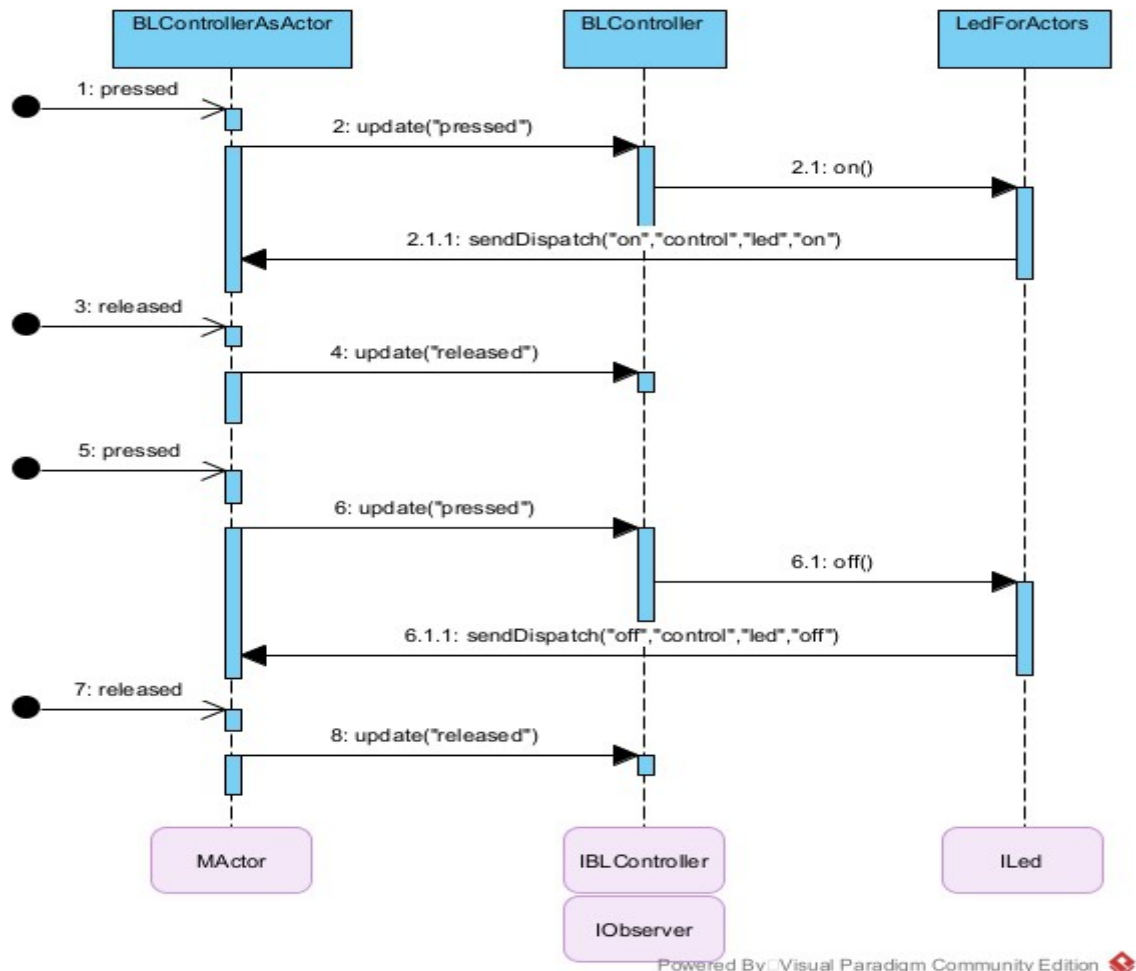 BLControllerAsActor
BLController
LedForActors
1: pressed
2: update("pressed")
2.1: on()
2.1.1: sendDispatch("on","control","led","on")
3: released
4: update("released")
5: pressed
6: update("pressed")
6.1: off()
6.1.1: sendDispatch("off","control","led","off")
7: released
8: update("released")
MActor
IBLController
ILed
IObserver
Powered By□Visual Paradigm Community Edition